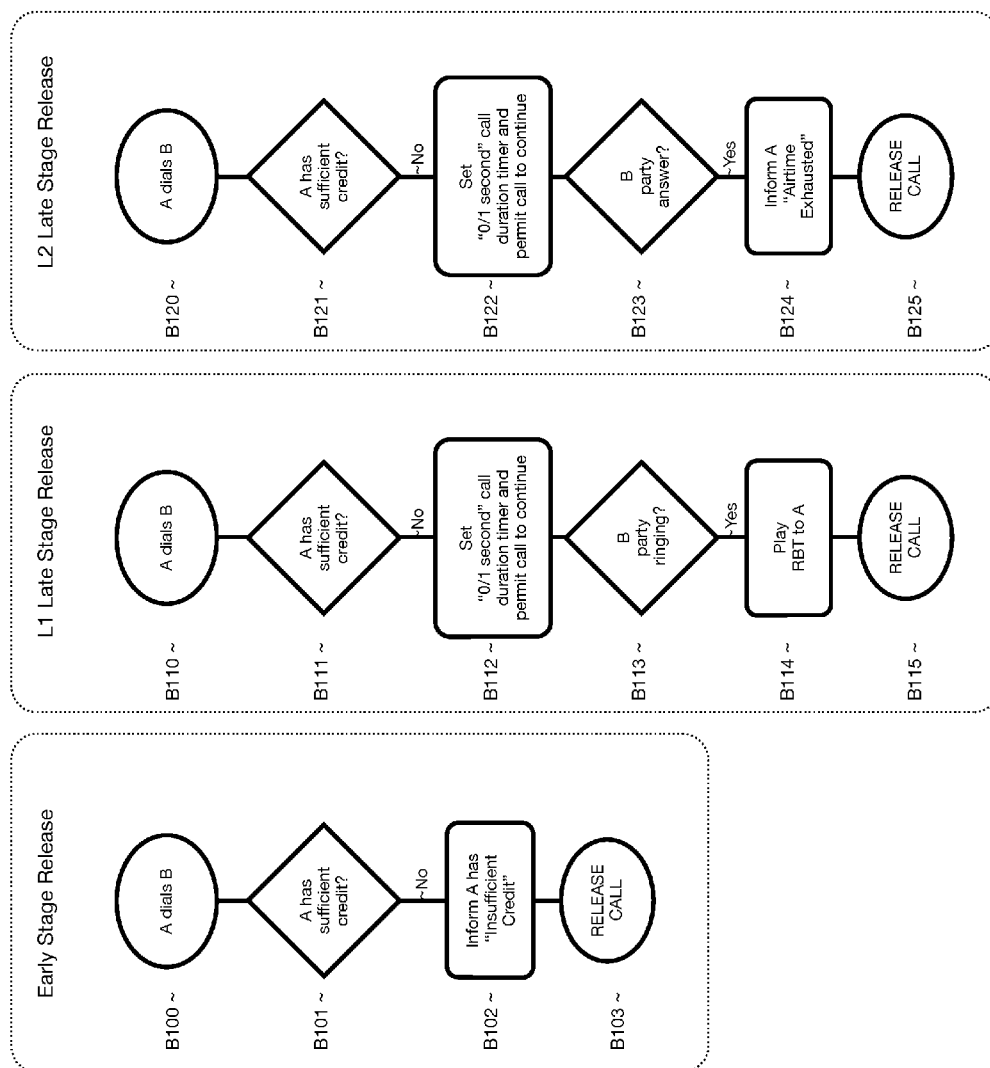 Early Stage Release
B100 ~
A dials B
B101 ~
A has
sufficient
credit?
~No
B102 ~
Inform A has
“Insufficient
Credit”
B103 ~
RELEASE
CALL
L1 Late Stage Release
B110 ~
A dials B
B111 ~
A has
sufficient
credit?
~No
B112 ~
Set
“0/1 second” call
duration timer and
permit call to continue
B113 ~
B
party
ringing?
~Yes
B114 ~
Play
RBT to A
B115 ~
RELEASE
CALL
L2 Late Stage Release
B120 ~
A dials B
B121 ~
A has
sufficient
credit?
~No
B122 ~
Set
“0/1 second” call
duration timer and
permit call to continue
B123 ~
B
party
answer?
~Yes
B124 ~
Inform A
“Airtime
Exhausted”
B125 ~
RELEASE
CALL